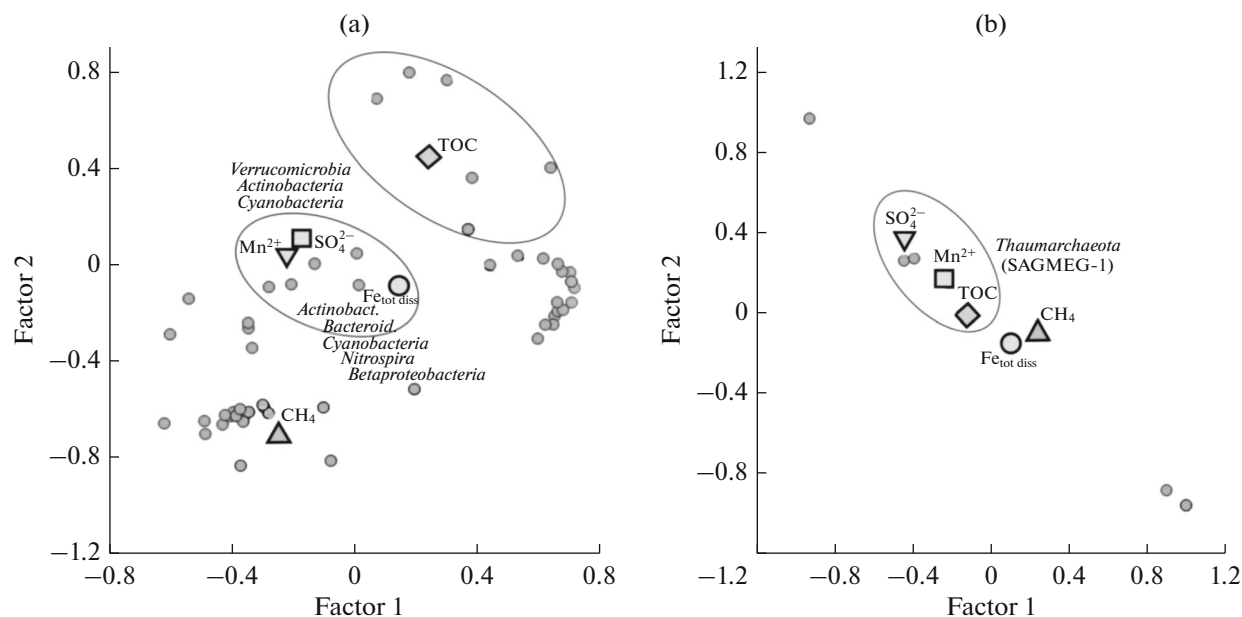 (a)
0.8
0.4
0
−0.4
−0.8
−1.2
Factor 2
−0.8
−0.4
0
0.4
0.8
Factor 1
TOC
Verrucomicrobia
Actinobacteria
Cyanobacteria
Mn2+
SO42−
Fetot diss
Actinobact.
Bacteroid.
Cyanobacteria
Nitrospira
Betaproteobacteria
CH4
(b)
1.2
0.8
0.4
0
−0.4
−0.8
−1.2
Factor 2
−0.8
−0.4
0
0.4
0.8
1.2
Factor 1
SO42−
Mn2+
TOC
Thaumarchaeota
(SAGMEG-1)
CH4
Fetot diss